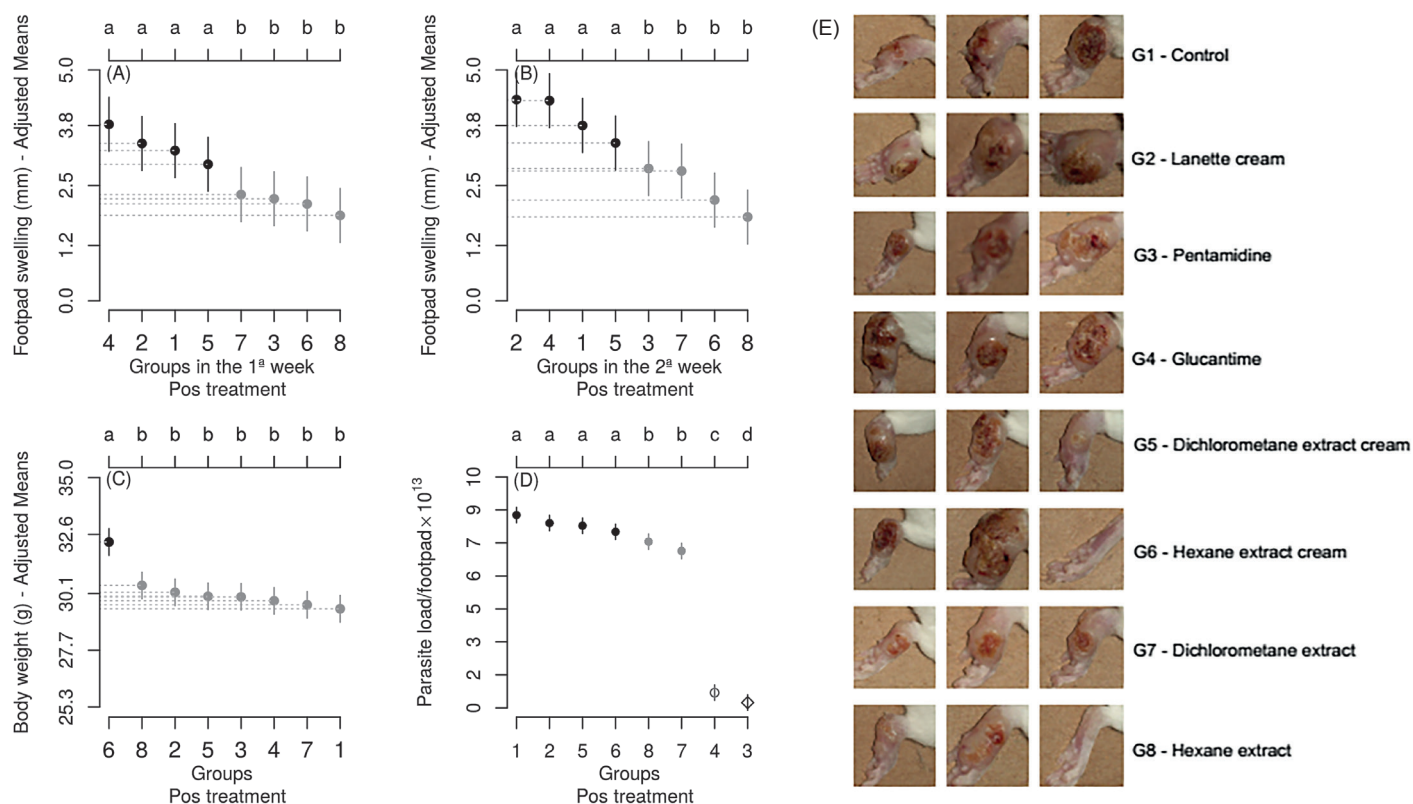 a a a a b b b b
(A)
Footpad swelling (mm) - Adjusted Means
5.0
3.8
2.5
1.2
0.0
4 2 1 5 7 3 6 8
Groups in the 1ª week
Pos treatment
a a a a b b b b
(B)
Footpad swelling (mm) - Adjusted Means
5.0
3.8
2.5
1.2
0.0
2 4 1 5 3 7 6 8
Groups in the 2ª week
Pos treatment
a b b b b b b b
(C)
Body weight (g) - Adjusted Means
35.0
32.6
30.1
27.7
25.3
6 8 2 5 3 4 7 1
Groups
Pos treatment
a a a a b b c d
(D)
Parasite load/footpad × 10¹³
10
9
7
6
5
3
2
0
1 2 5 6 8 7 4 3
Groups
Pos treatment
(E)
G1 - Control
G2 - Lanette cream
G3 - Pentamidine
G4 - Glucantime
G5 - Dichlorometane extract cream
G6 - Hexane extract cream
G7 - Dichlorometane extract
G8 - Hexane extract